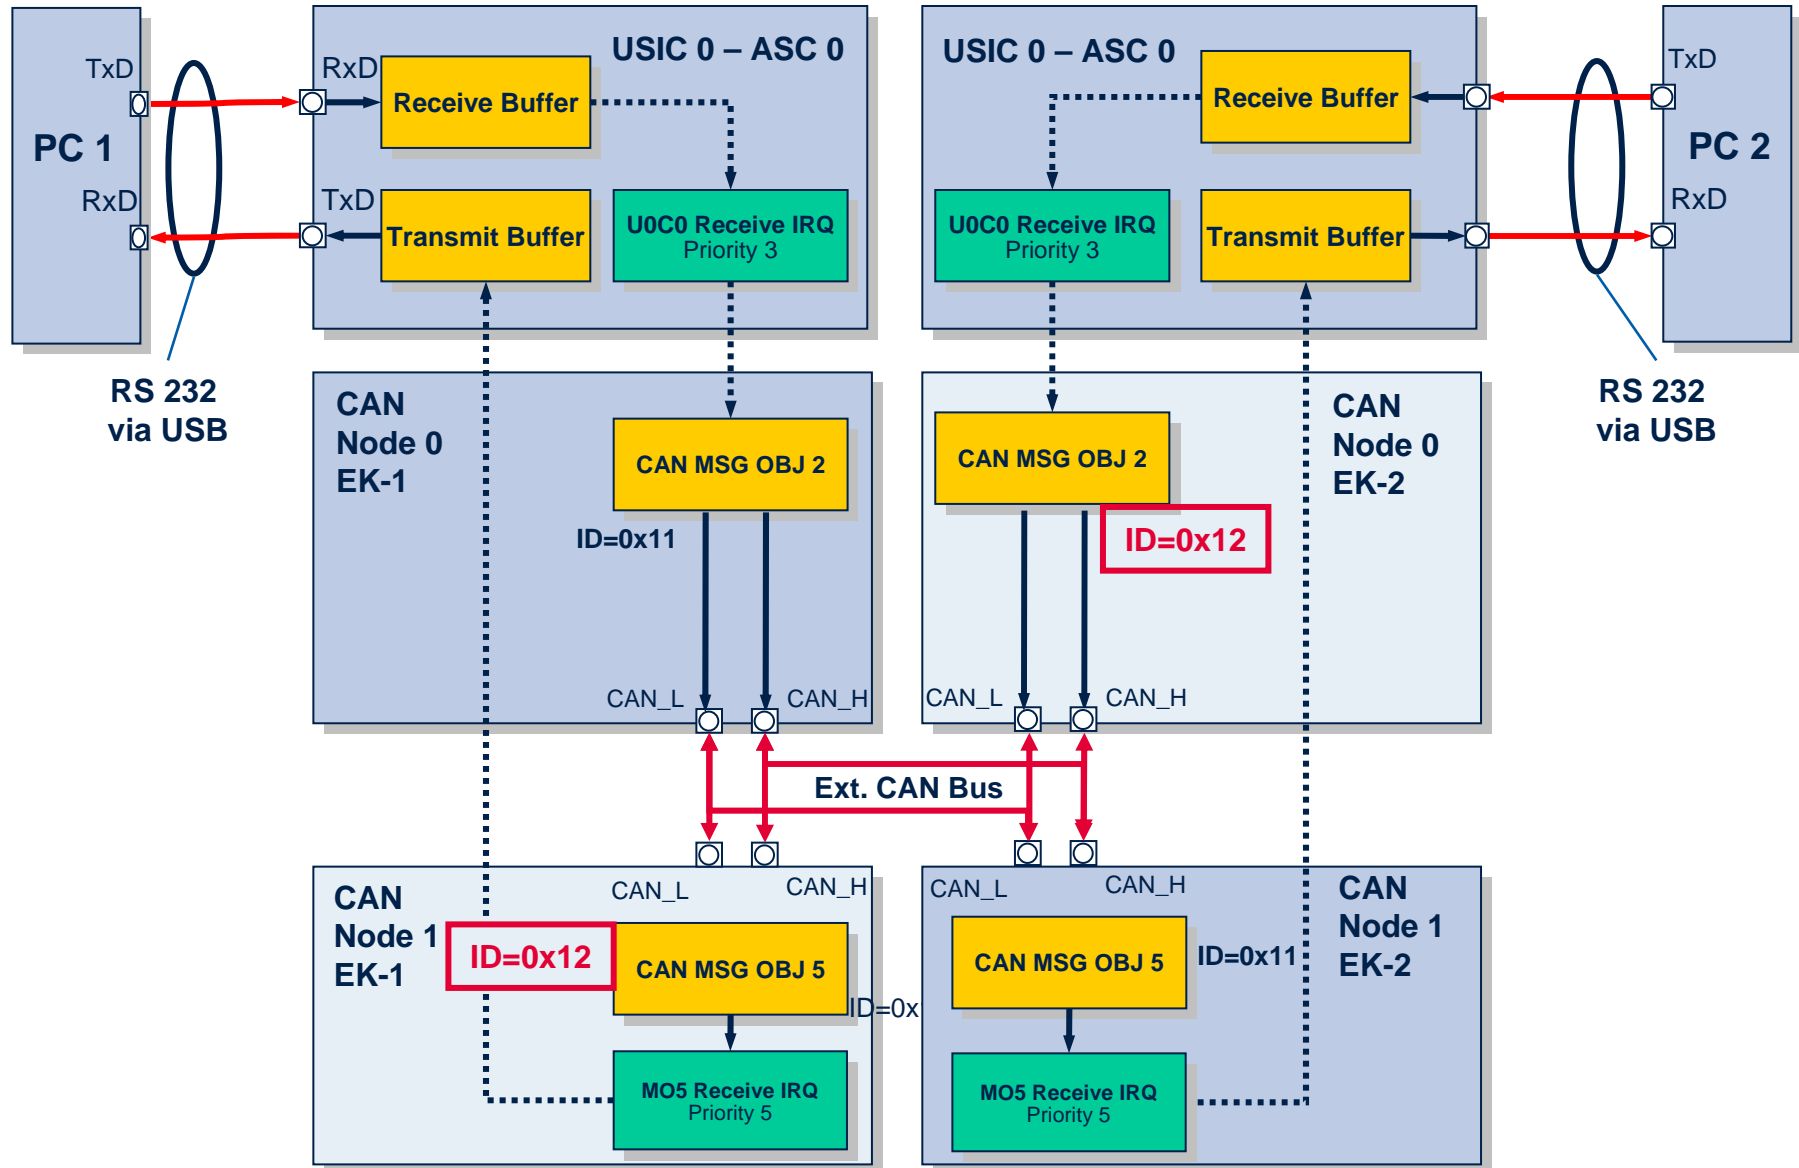 USIC 0 – ASC 0
USIC 0 – ASC 0
TxD
RxD
TxD
Receive Buffer
Receive Buffer
PC 1
PC 2
RxD
TxD
RxD
Transmit Buffer
U0C0 Receive IRQ
Priority 3
U0C0 Receive IRQ
Priority 3
Transmit Buffer
RS 232
via USB
RS 232
via USB
CAN
Node 0
EK-1
CAN MSG OBJ 2
CAN MSG OBJ 2
CAN
Node 0
EK-2
ID=0x11
ID=0x12
CAN_L
CAN_H
CAN_L
CAN_H
Ext. CAN Bus
CAN
Node 1
EK-1
CAN_L
CAN_H
CAN_L
CAN_H
CAN
Node 1
EK-2
ID=0x12
CAN MSG OBJ 5
CAN MSG OBJ 5
ID=0x11
MO5 Receive IRQ
Priority 5
MO5 Receive IRQ
Priority 5